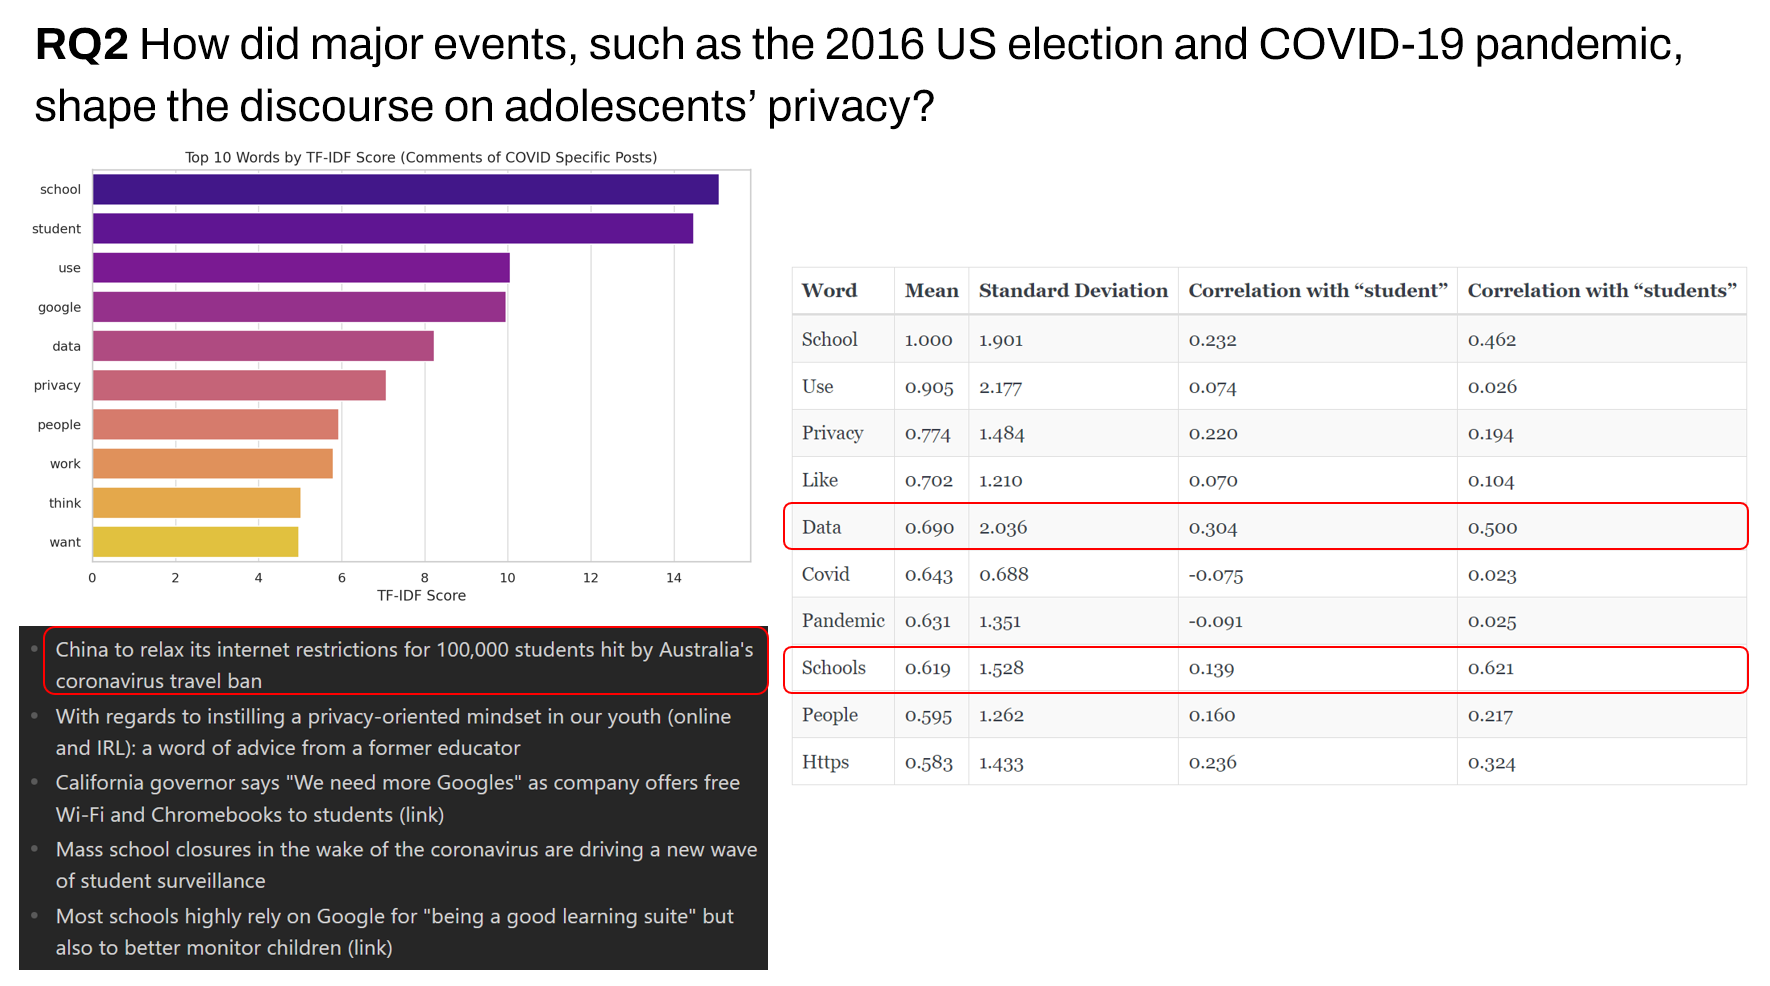 RQ2 How did major events, such as the 2016 US election and COVID-19 pandemic,
shape the discourse on adolescents’ privacy?
Top 10 Words by TF-IDF Score (Comments of COVID Specific Posts)
school
student
use
google
data
privacy
people
work
think
want
0 2 4 6 8 10 12 14
TF-IDF Score
China to relax its internet restrictions for 100,000 students hit by Australia's
coronavirus travel ban
With regards to instilling a privacy-oriented mindset in our youth (online
and IRL): a word of advice from a former educator
California governor says "We need more Googles" as company offers free
Wi-Fi and Chromebooks to students (link)
Mass school closures in the wake of the coronavirus are driving a new wave
of student surveillance
Most schools highly rely on Google for "being a good learning suite" but
also to better monitor children (link)
Word Mean Standard Deviation Correlation with “student” Correlation with “students”
School 1.000 1.901 0.232 0.462
Use 0.905 2.177 0.074 0.026
Privacy 0.774 1.484 0.220 0.194
Like 0.702 1.210 0.070 0.104
Data 0.690 2.036 0.304 0.500
Covid 0.643 0.688 -0.075 0.023
Pandemic 0.631 1.351 -0.091 0.025
Schools 0.619 1.528 0.139 0.621
People 0.595 1.262 0.160 0.217
Https 0.583 1.433 0.236 0.324